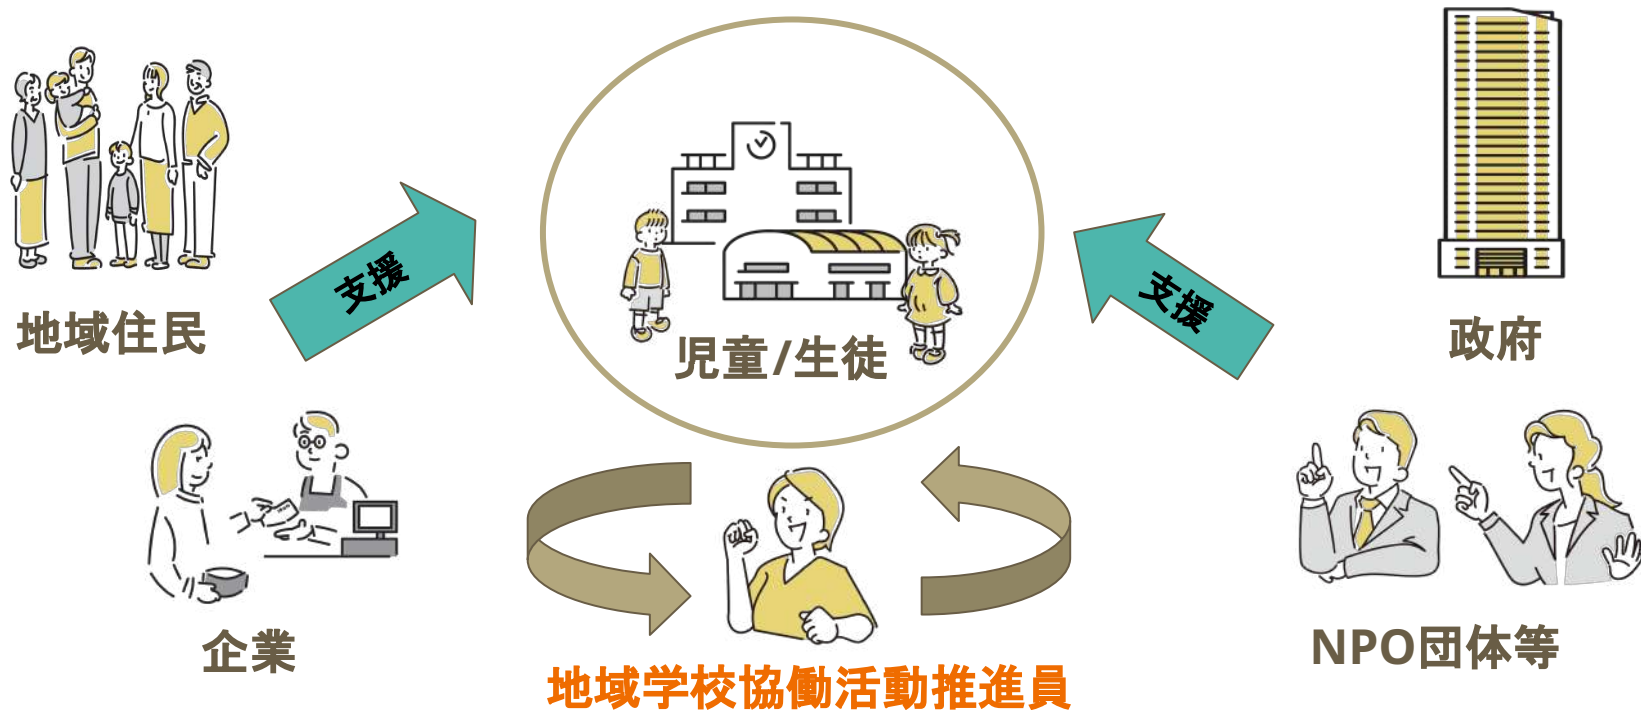 地域住民
支援
児童/生徒
支援
政府
企業
地域学校協働活動推進員
NPO団体等